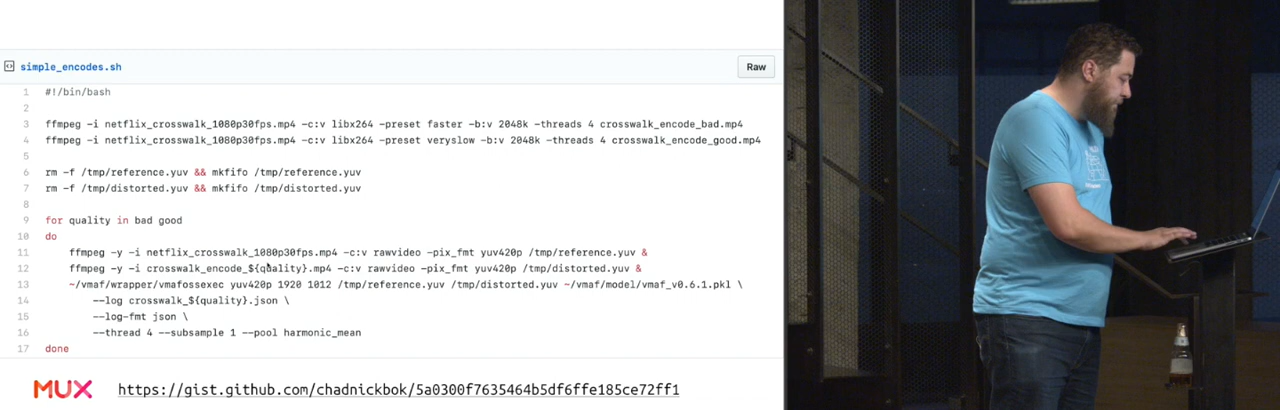 simple_encodes.sh
Raw
1 #!/bin/bash
2
3 ffmpeg -i netflix_crosswalk_1080p30fps.mp4 -c:v libx264 -preset faster -b:v 2048k -threads 4 crosswalk_encode_bad.mp4
4 ffmpeg -i netflix_crosswalk_1080p30fps.mp4 -c:v libx264 -preset veryslow -b:v 2048k -threads 4 crosswalk_encode_good.mp4
5
6 rm -f /tmp/reference.yuv && mkfifo /tmp/reference.yuv
7 rm -f /tmp/distorted.yuv && mkfifo /tmp/distorted.yuv
8
9 for quality in bad good
10 do
11 ffmpeg -y -i netflix_crosswalk_1080p30fps.mp4 -c:v rawvideo -pix_fmt yuv420p /tmp/reference.yuv &
12 ffmpeg -y -i crosswalk_encode_${quality}.mp4 -c:v rawvideo -pix_fmt yuv420p /tmp/distorted.yuv &
13 ~/vmaf/wrapper/vmafossexec yuv420p 1920 1012 /tmp/reference.yuv /tmp/distorted.yuv ~/vmaf/model/vmaf_v0.6.1.pkl \
14 --log crosswalk_${quality}.json \
15 --log-fmt json \
16 --thread 4 --subsample 1 --pool harmonic_mean
17 done
MUX
https://gist.github.com/chadnickbok/5a0300f7635464b5df6ffe185ce72ff1